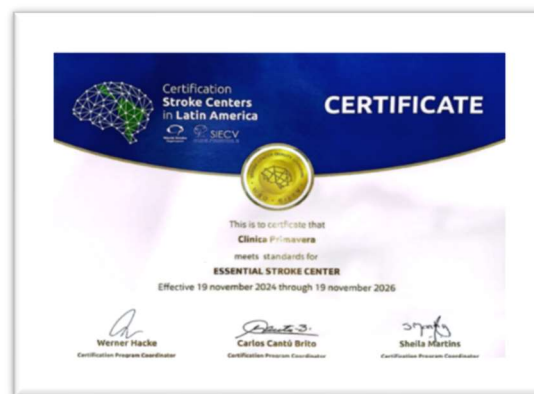 Certification
Stroke Centers
in Latin America
SIECV
CERTIFICATE
This is to certificate that
Clinica Primavera
meets standards for
ESSENTIAL STROKE CENTER
Effective 19 november 2024 through 19 november 2026
Werner Hacke
Certification Program Coordinator
Carlos Cantú Brito
Certification Program Coordinator
Sheila Martins
Certification Program Coordinator